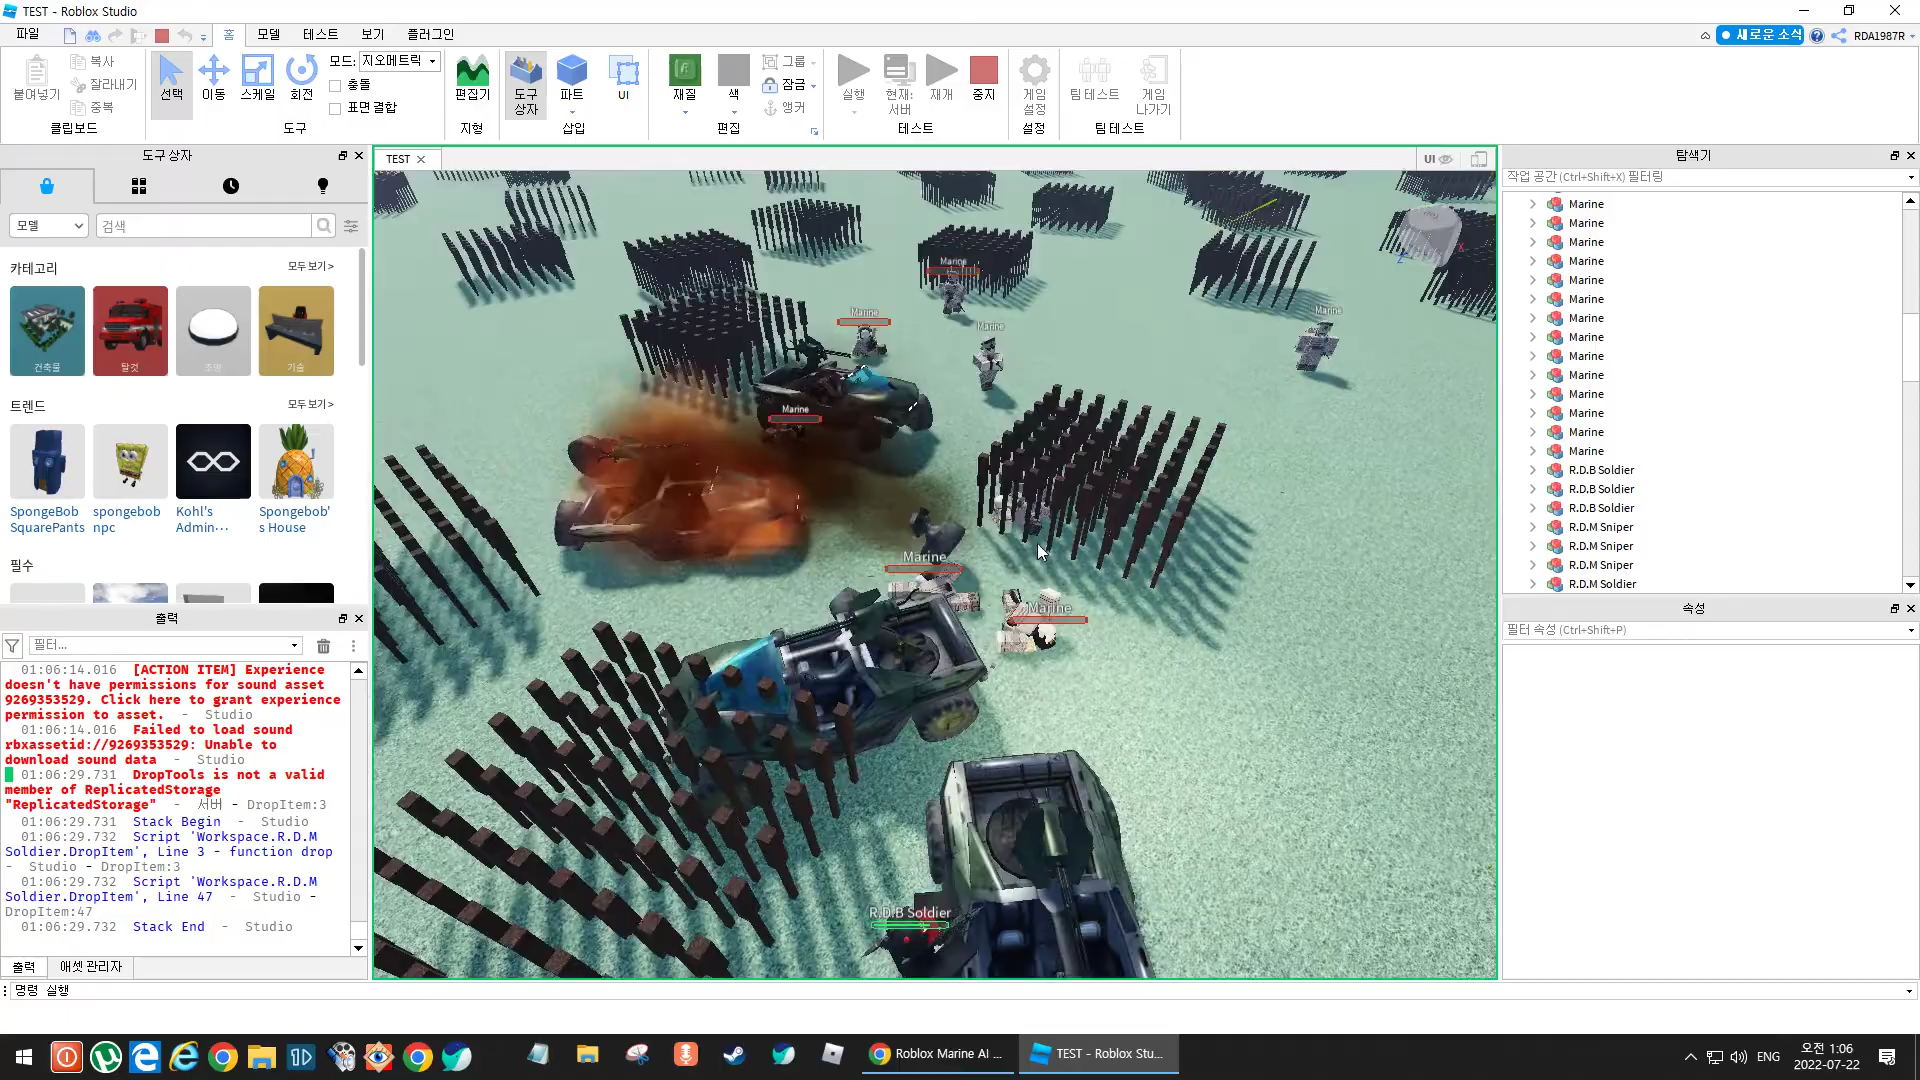 TEST - Roblox Studio
파일
홈
모델
테스트
보기
플러그인
새로운 소식
RDA1987R
붙여넣기
복사
잘라내기
중복
클립보드
선택
이동
스케일
회전
모드:
지오메트릭
충돌
표면 결합
도구
편집기
지형
도구
상자
파트
UI
삽입
재질
색
그룹
잠금
앵커
편집
실행
현재:
서버
재개
중지
테스트
게임
설정
설정
팀 테스트
게임
나가기
팀 테스트
도구 상자
모델
검색
카테고리
모두 보기 >
건축물
탈것
조명
가구
트렌드
모두 보기 >
SpongeBob
SquarePants
spongebob
npc
Kohl's
Admin···
Spongebob'
s House
필수
출력
필터...
01:06:14.016 [ACTION ITEM] Experience
doesn't have permissions for sound asset
9269353529. Click here to grant experience
permission to asset. - Studio
01:06:14.016 Failed to load sound
rbxassetid://9269353529: Unable to
download sound data - Studio
01:06:29.731 DropTools is not a valid
member of ReplicatedStorage
"ReplicatedStorage" - 서버 - DropItem:3
01:06:29.731 Stack Begin - Studio
01:06:29.732 Script 'Workspace.R.D.M
Soldier.DropItem', Line 3 - function drop
- Studio - DropItem:3
01:06:29.732 Script 'Workspace.R.D.M
Soldier.DropItem', Line 47 - Studio -
DropItem:47
01:06:29.732 Stack End - Studio
출력
애셋 관리자
명령 실행
TEST
UI
Marine
Marine
Marine
Marine
Marine
Marine
Marine
R.D.B Soldier
X
Z
탐색기
작업 공간 (Ctrl+Shift+X) 필터링
Marine
Marine
Marine
Marine
Marine
Marine
Marine
Marine
Marine
Marine
Marine
Marine
Marine
Marine
R.D.B Soldier
R.D.B Soldier
R.D.B Soldier
R.D.M Sniper
R.D.M Sniper
R.D.M Sniper
R.D.M Soldier
속성
필터 속성 (Ctrl+Shift+P)
Roblox Marine AI ...
TEST - Roblox Stu...
ENG
오전 1:06
2022-07-22